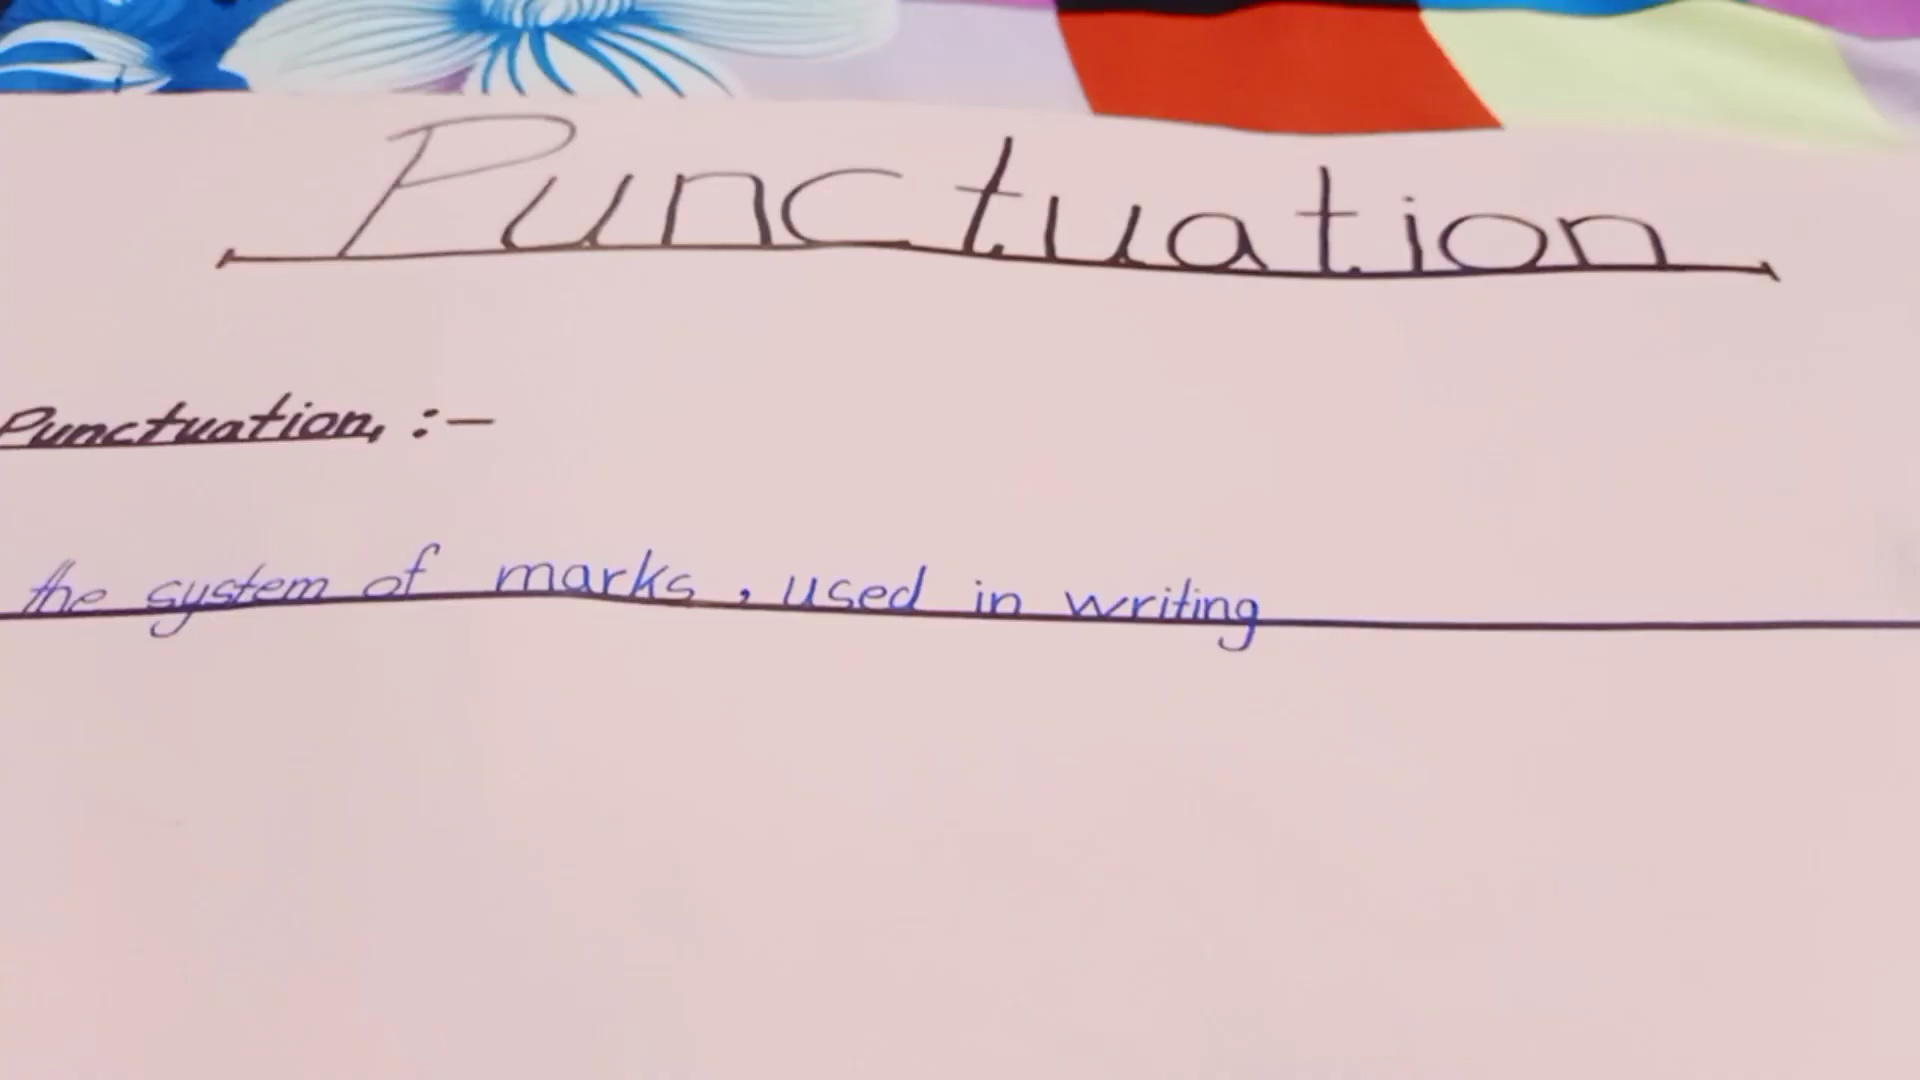 Punctuation
Punctuation, :-
the system of marks, used in writing